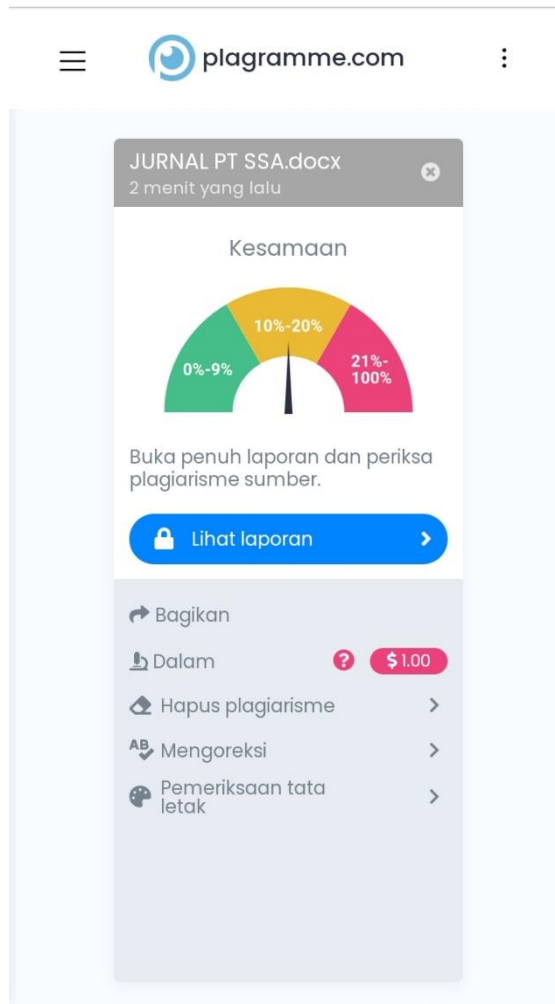 plagramme.com
JURNAL PT SSA.docx
2 menit yang lalu
Kesamaan
10%-20%
0%-9%
21%-
100%
Buka penuh laporan dan periksa
plagiarisme sumber.
Lihat laporan
Bagikan
Dalam ? $1.00
Hapus plagiarisme
AB Mengoreksi
Pemeriksaan tata
letak